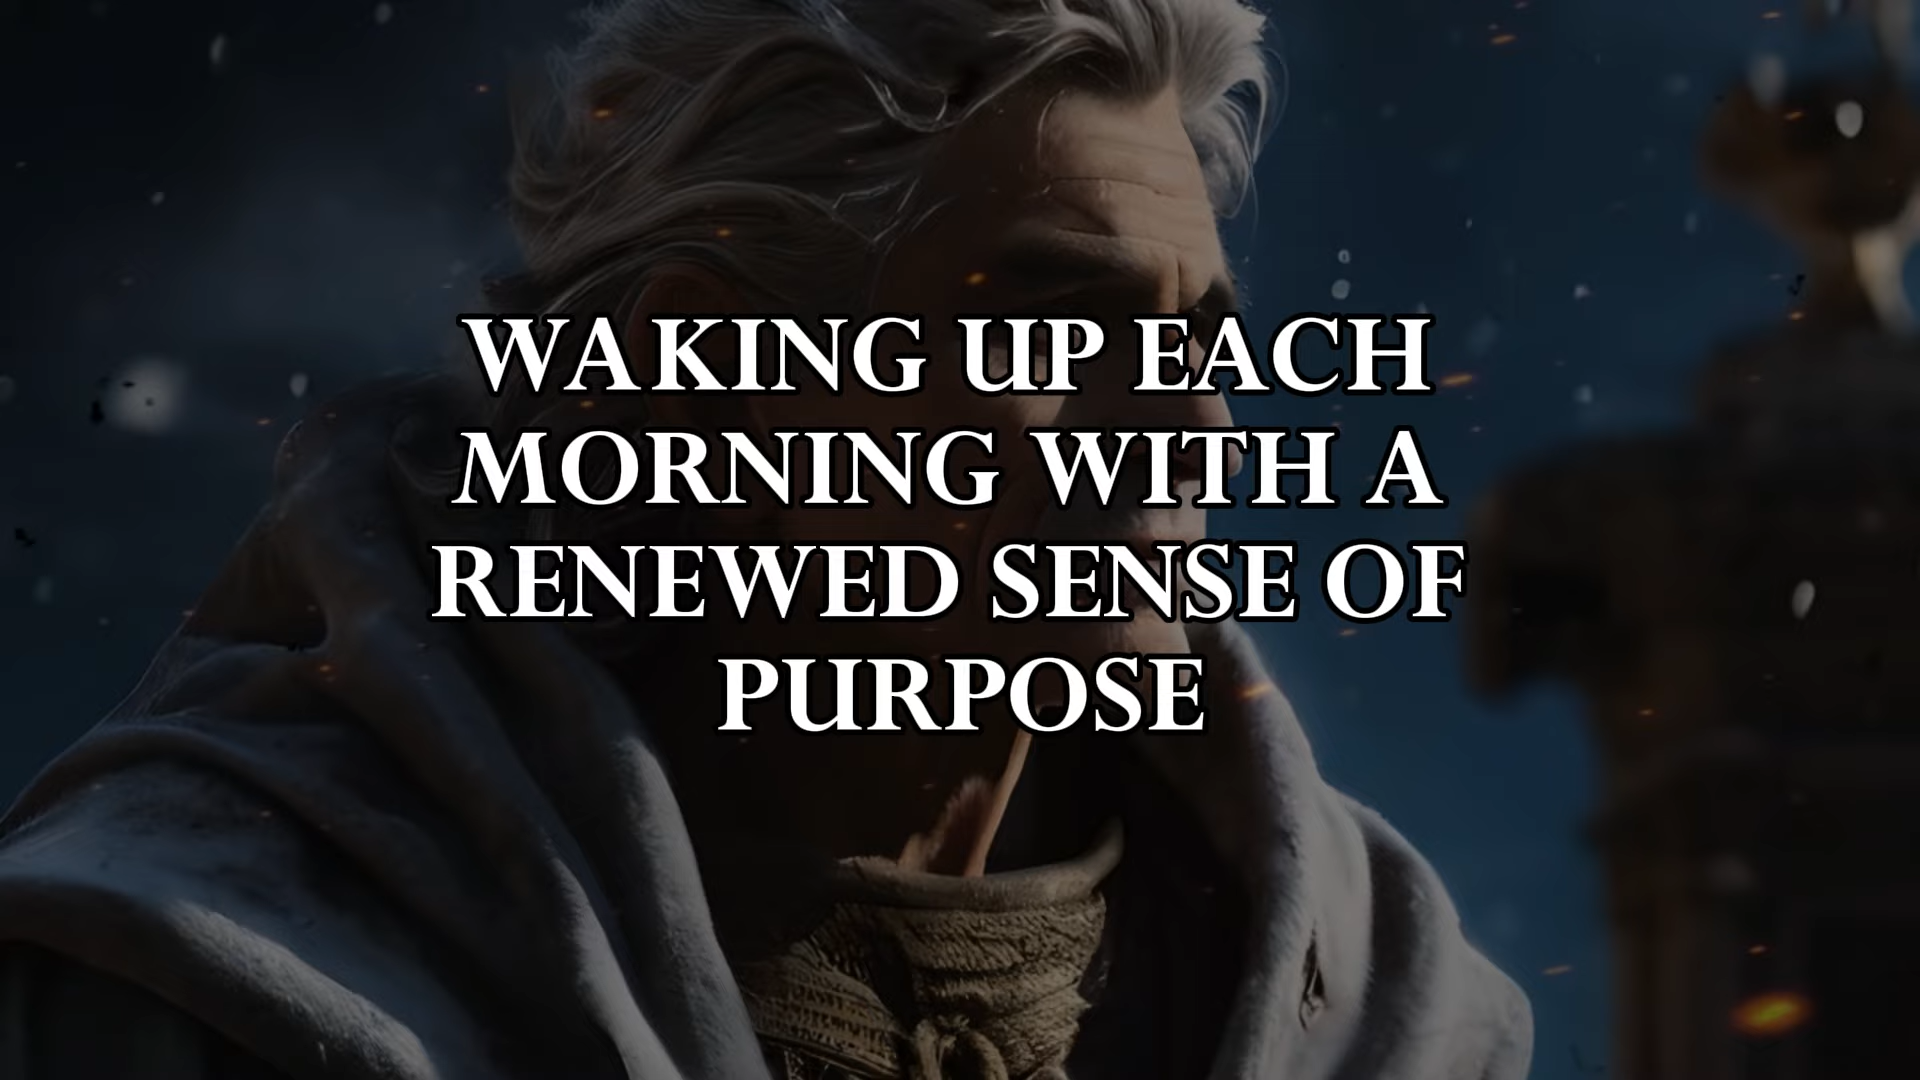 WAKING UP EACH
MORNING WITH A
RENEWED SENSE OF
PURPOSE